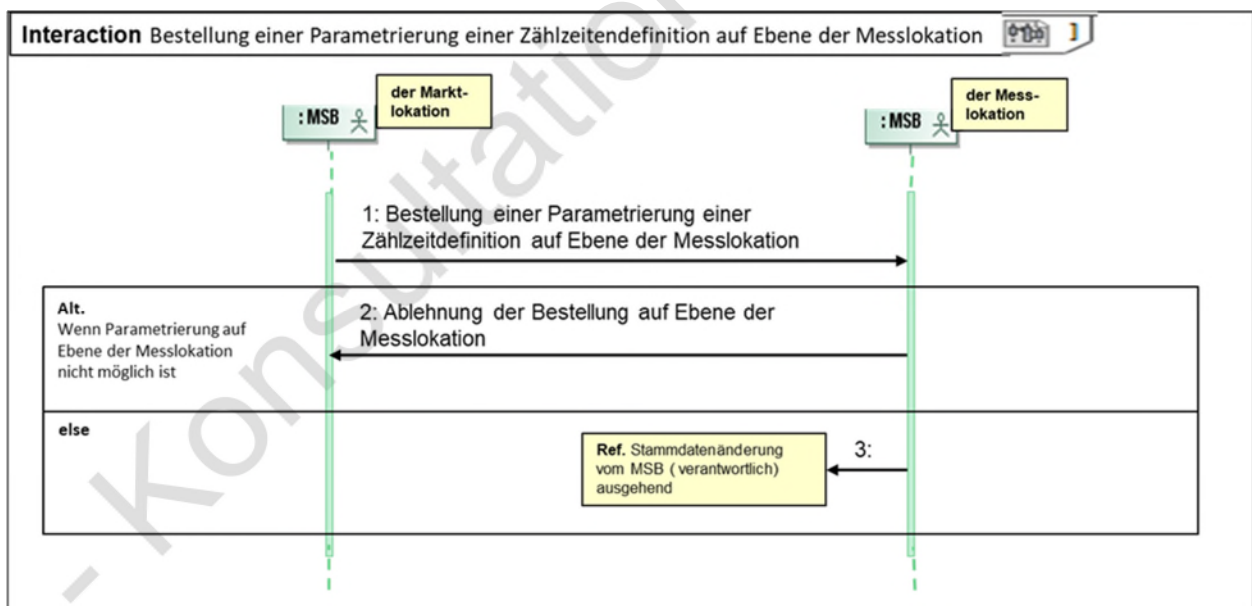 Interaction Bestellung einer Parametrierung einer Zählzeitendefinition auf Ebene der Messlokation
: MSB
der Markt-
lokation
: MSB
der Mess-
lokation
1: Bestellung einer Parametrierung einer
Zählzeitdefinition auf Ebene der Messlokation
Alt.
Wenn Parametrierung auf
Ebene der Messlokation
nicht möglich ist
2: Ablehnung der Bestellung auf Ebene der
Messlokation
else
Ref. Stammdatenänderung
vom MSB ( verantwortlich)
ausgehend
3:
- Konsultation